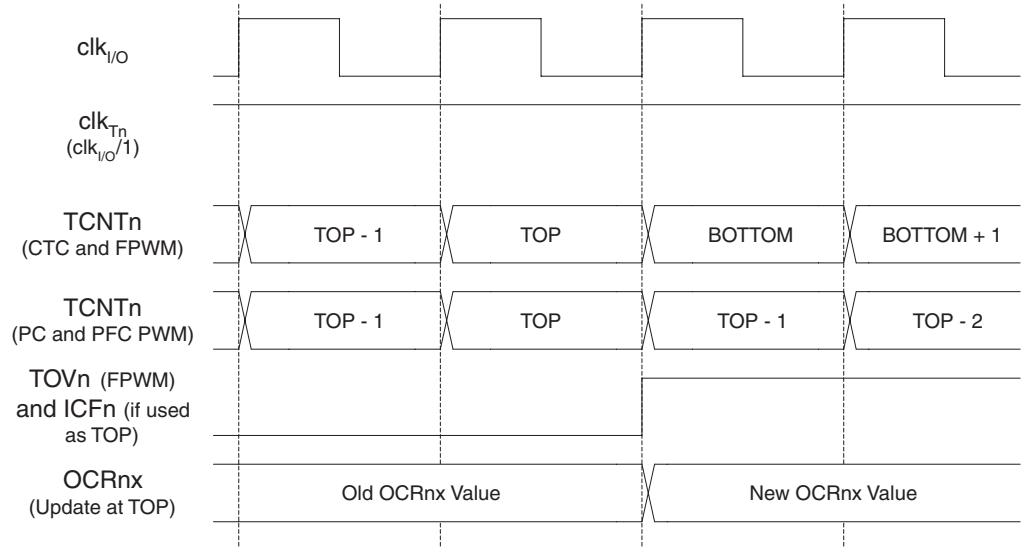 clkI/O
clkTn
(clkI/O/1)
TCNTn
(CTC and FPWM)
TOP - 1 TOP BOTTOM BOTTOM + 1
TCNTn
(PC and PFC PWM)
TOP - 1 TOP TOP - 1 TOP - 2
TOVn (FPWM)
and ICFn (if used
as TOP)
OCRnx
(Update at TOP)
Old OCRnx Value New OCRnx Value